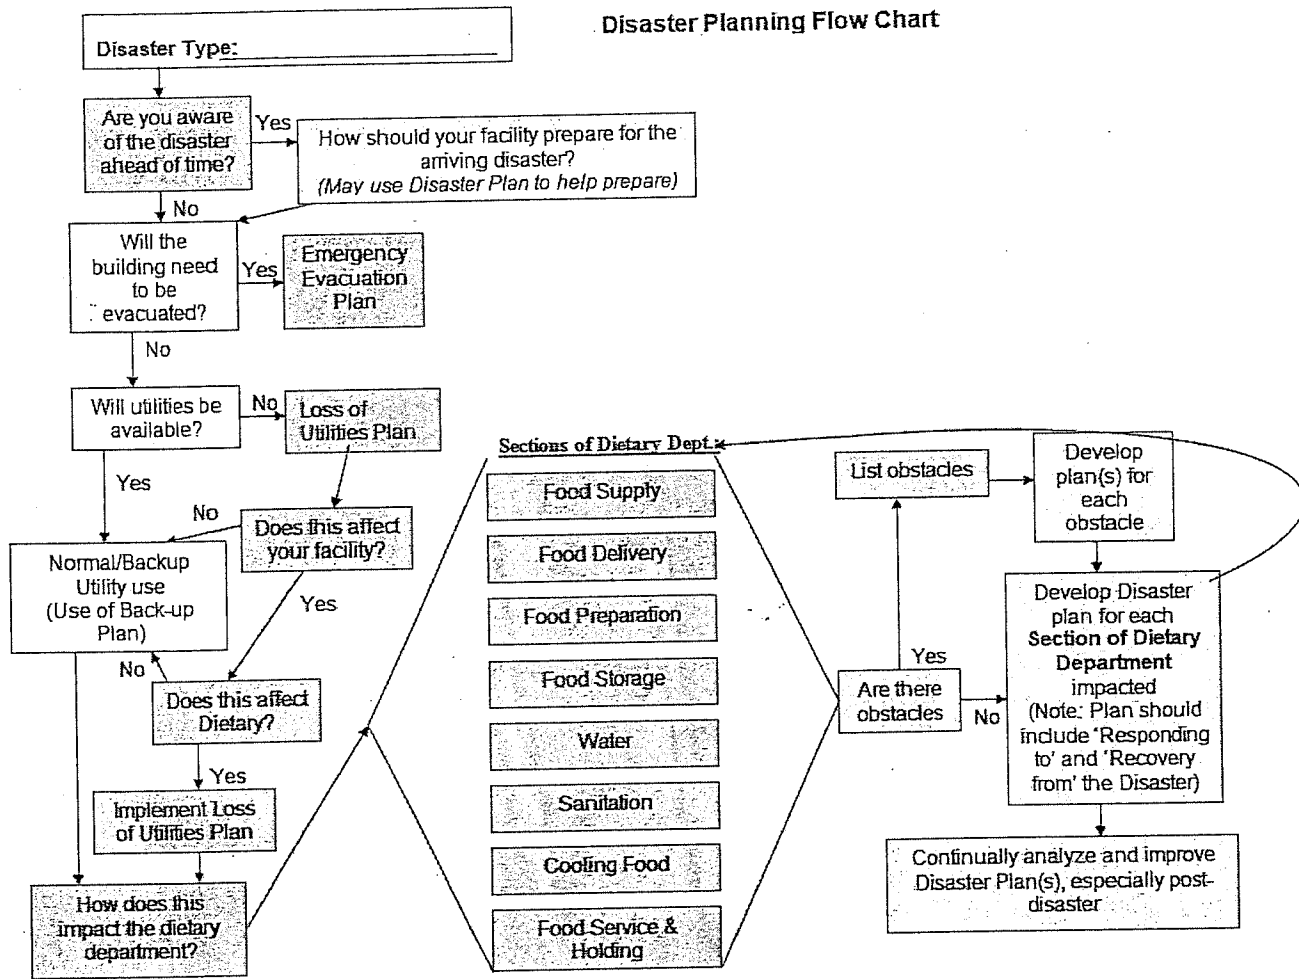 Disaster Planning Flow Chart
Disaster Type:
Are you aware
of the disaster
ahead of time?
Yes
How should your facility prepare for the
arriving disaster?
(May use Disaster Plan to help prepare)
No
Will the
building need
to be
evacuated?
Yes
Emergency
Evacuation
Plan
No
Will utilities be
available?
No
Loss of
Utilities Plan
Yes
No
Does this affect
your facility?
Normal/Backup
Utility use
(Use of Back-up
Plan)
Yes
No
Does this affect
Dietary?
Yes
Implement Loss
of Utilities Plan
How does this
impact the dietary
department?
Sections of Dietary Dept.:
Food Supply
Food Delivery
Food Preparation
Food Storage
Water
Sanitation
Cooling Food
Food Service &
Holding
Are there
obstacles
Yes
No
List obstacles
Develop
plan(s) for
each
obstacle
Develop Disaster
plan for each
Section of Dietary
Department
impacted
(Note: Plan should
include 'Responding
to' and 'Recovery
from' the Disaster)
Continually analyze and improve
Disaster Plan(s), especially post-
disaster